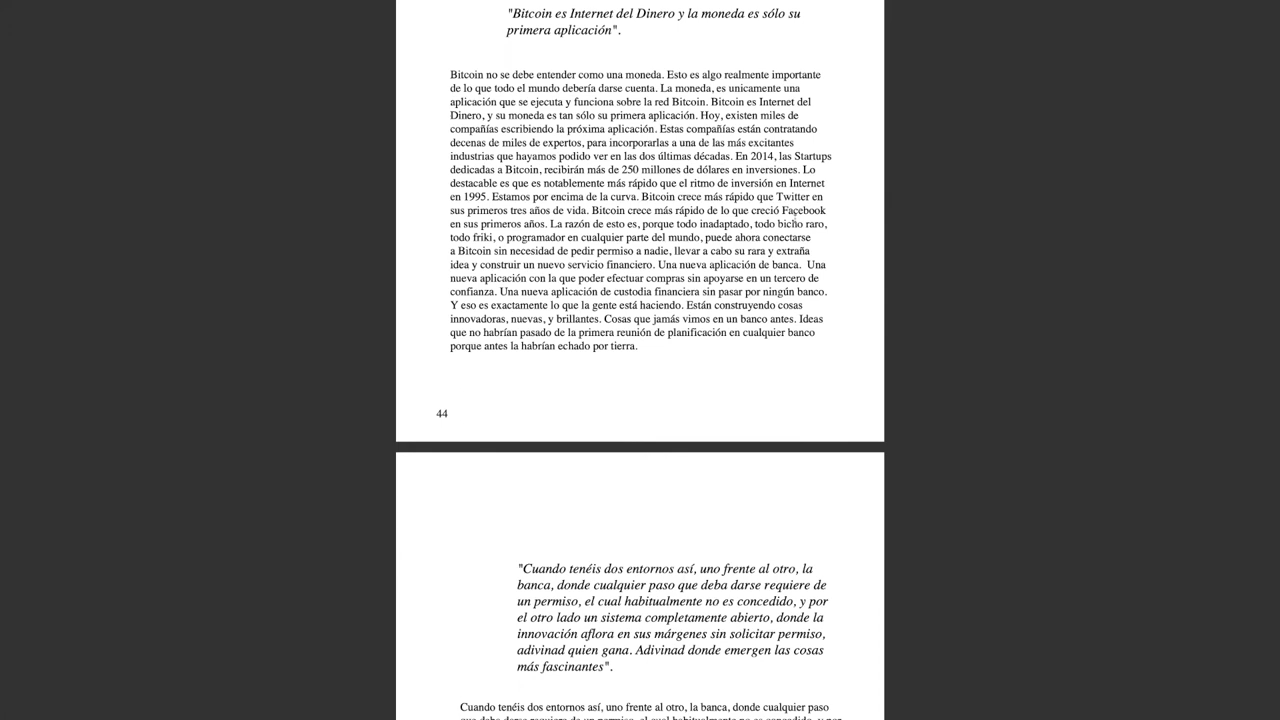 "Bitcoin es Internet del Dinero y la moneda es sólo su
primera aplicación".
Bitcoin no se debe entender como una moneda. Esto es algo realmente importante
de lo que todo el mundo debería darse cuenta. La moneda, es unicamente una
aplicación que se ejecuta y funciona sobre la red Bitcoin. Bitcoin es Internet del
Dinero, y su moneda es tan sólo su primera aplicación. Hoy, existen miles de
compañías escribiendo la próxima aplicación. Estas compañías están contratando
decenas de miles de expertos, para incorporarlas a una de las más excitantes
industrias que hayamos podido ver en las dos últimas décadas. En 2014, las Startups
dedicadas a Bitcoin, recibirán más de 250 millones de dólares en inversiones. Lo
destacable es que es notablemente más rápido que el ritmo de inversión en Internet
en 1995. Estamos por encima de la curva. Bitcoin crece más rápido que Twitter en
sus primeros tres años de vida. Bitcoin crece más rápido de lo que creció Facebook
en sus primeros años. La razón de esto es, porque todo inadaptado, todo bicho raro,
todo friki, o programador en cualquier parte del mundo, puede ahora conectarse
a Bitcoin sin necesidad de pedir permiso a nadie, llevar a cabo su rara y extraña
idea y construir un nuevo servicio financiero. Una nueva aplicación de banca. Una
nueva aplicación con la que poder efectuar compras sin apoyarse en un tercero de
confianza. Una nueva aplicación de custodia financiera sin pasar por ningún banco.
Y eso es exactamente lo que la gente está haciendo. Están construyendo cosas
innovadoras, nuevas, y brillantes. Cosas que jamás vimos en un banco antes. Ideas
que no habrían pasado de la primera reunión de planificación en cualquier banco
porque antes la habrían echado por tierra.
44
"Cuando tenéis dos entornos así, uno frente al otro, la
banca, donde cualquier paso que deba darse requiere de
un permiso, el cual habitualmente no es concedido, y por
el otro lado un sistema completamente abierto, donde la
innovación aflora en sus márgenes sin solicitar permiso,
adivinad quien gana. Adivinad donde emergen las cosas
más fascinantes".
Cuando tenéis dos entornos así, uno frente al otro, la banca, donde cualquier paso
que deba darse requiere de un permiso, el cual habitualmente no es concedido, y por